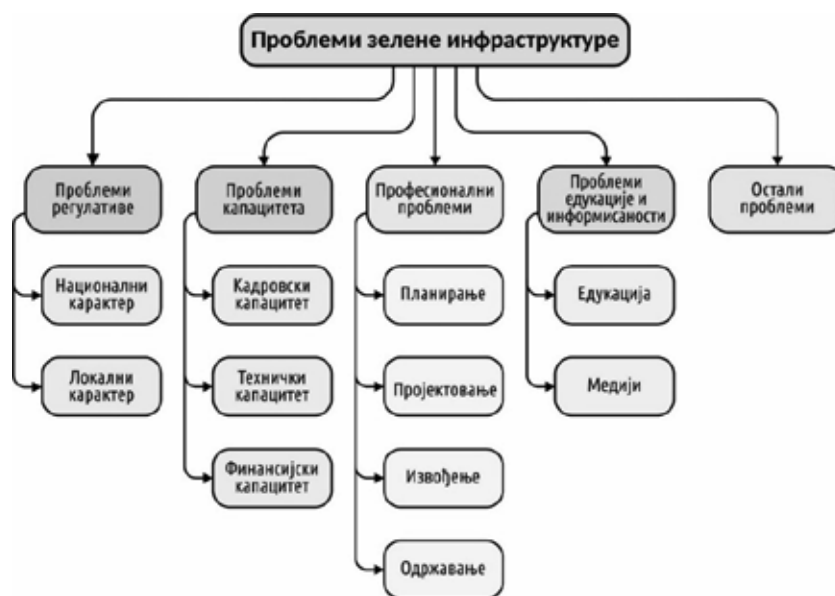 Проблеми зелене инфраструктуре
Проблеми
регулативе
Национални
карактер
Локални
карактер
Проблеми
капацитета
Кадровски
капацитет
Технички
капацитет
Финансијски
капацитет
Професионални
проблеми
Планирање
Пројектовање
Извођење
Одржавање
Проблеми
едукације и
информисаности
Едукација
Медији
Остали
проблеми